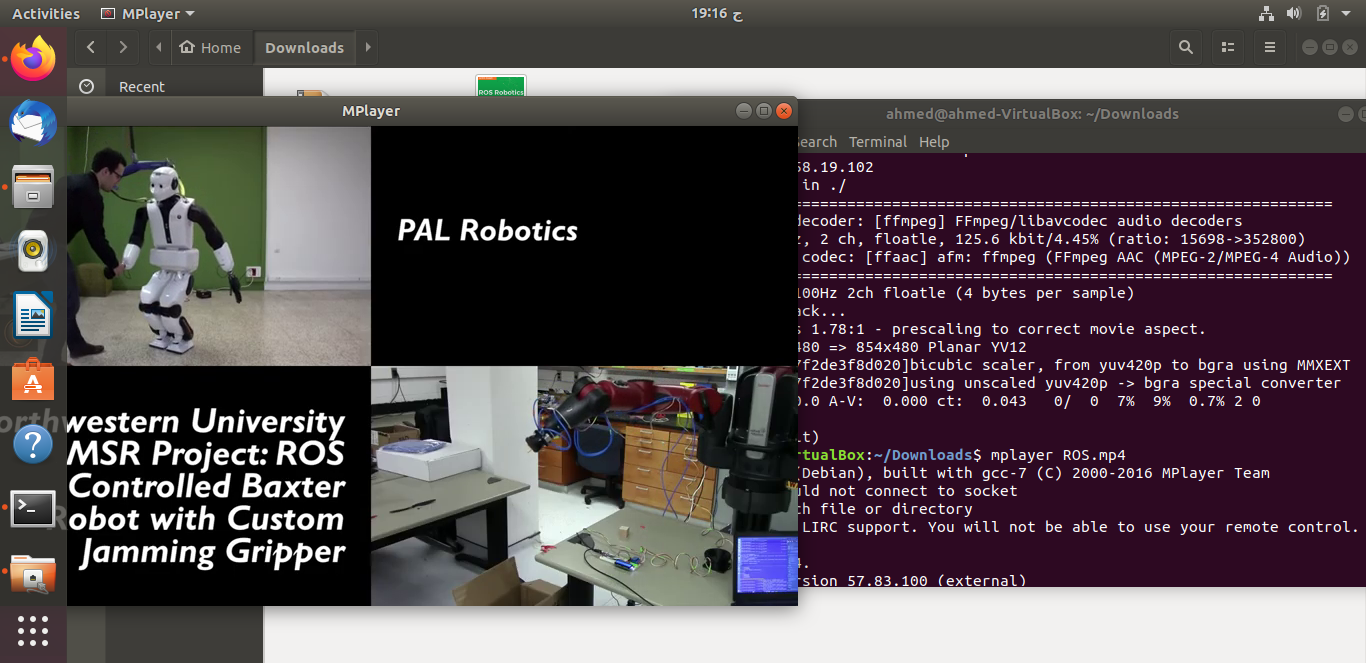 Activities
MPlayer
19:16 ج
Home
Downloads
Recent
ROS Robotics
MPlayer
PAL Robotics
Northwestern University
MSR Project: ROS
Controlled Baxter
Robot with Custom
Jamming Gripper
ahmed@ahmed-VirtualBox: ~/Downloads
Search Terminal Help
58.19.102
in ./
==========================================================================
decoder: [ffmpeg] FFmpeg/libavcodec audio decoders
z, 2 ch, floatle, 125.6 kbit/4.45% (ratio: 15698->352800)
codec: [ffaac] afm: ffmpeg (FFmpeg AAC (MPEG-2/MPEG-4 Audio))
==========================================================================
100Hz 2ch floatle (4 bytes per sample)
ack...
s 1.78:1 - prescaling to correct movie aspect.
480 => 854x480 Planar YV12
7f2de3f8d020]bicubic scaler, from yuv420p to bgra using MMXEXT
7f2de3f8d020]using unscaled yuv420p -> bgra special converter
0.0 A-V: 0.000 ct: 0.043 0/ 0 7% 9% 0.7% 2 0
it)
rtualBox:~/Downloads$ mplayer ROS.mp4
(Debian), built with gcc-7 (C) 2000-2016 MPlayer Team
uld not connect to socket
ch file or directory
LIRC support. You will not be able to use your remote control.
4.
rsion 57.83.100 (external)